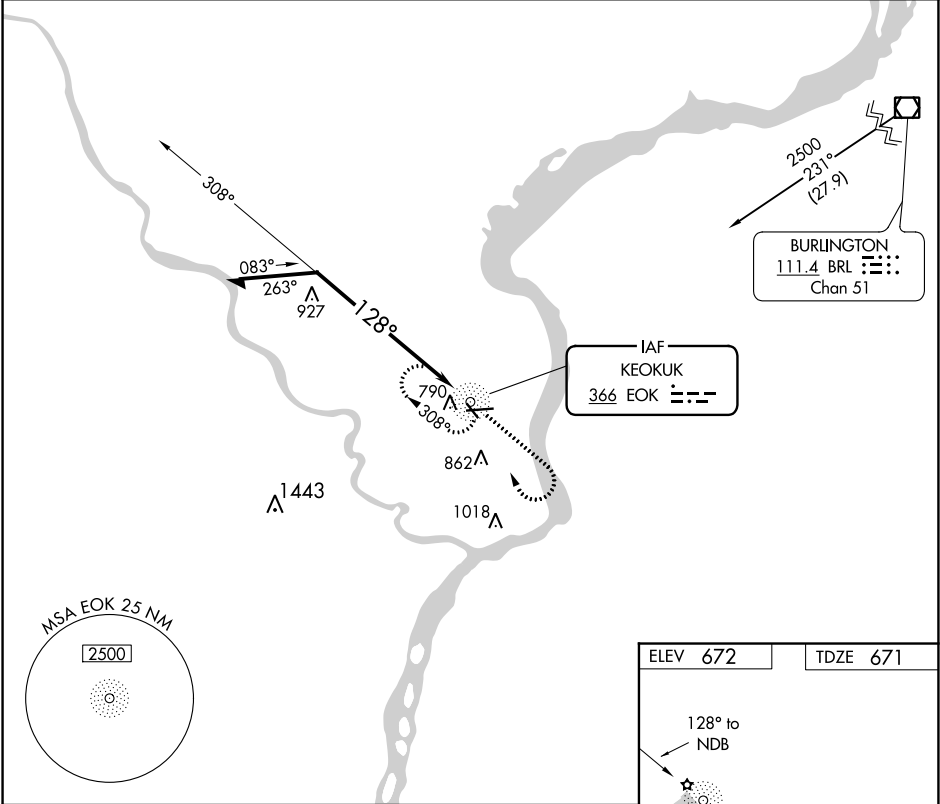 308°
2500
231°
(27.9)
BURLINGTON
111.4 BRL
Chan 51
083°
263°
927
128°
IAF
KEOKUK
366 EOK
790
308°
862
1443
1018
MSA EOK 25 NM
2500
ELEV 672
TDZE 671
128° to
NDB